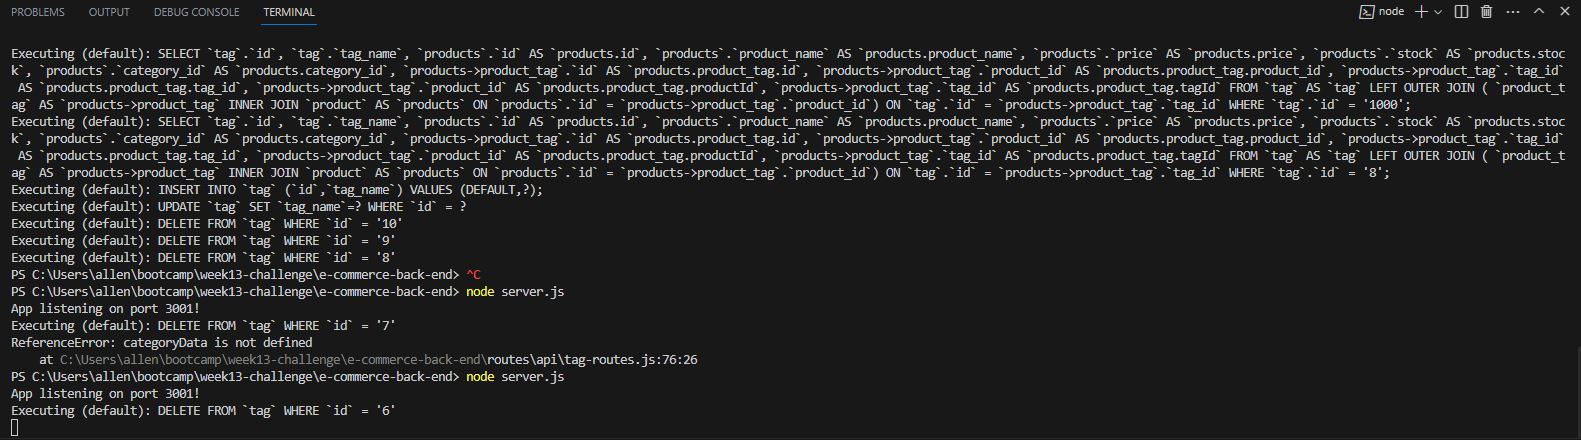 PROBLEMS OUTPUT DEBUG CONSOLE TERMINAL node
Executing (default): SELECT `tag`.`id`, `tag`.`tag_name`, `products`.`id` AS `products.id`, `products`.`product_name` AS `products.product_name`, `products`.`price` AS `products.price`, `products`.`stock` AS `products.stoc
k`, `products`.`category_id` AS `products.category_id`, `products->product_tag`.`id` AS `products.product_tag.id`, `products->product_tag`.`product_id` AS `products.product_tag.product_id`, `products->product_tag`.`tag_id`
AS `products.product_tag.tag_id`, `products->product_tag`.`product_id` AS `products.product_tag.productId`, `products->product_tag`.`tag_id` AS `products.product_tag.tagId` FROM `tag` AS `tag` LEFT OUTER JOIN ( `product_t
ag` AS `products->product_tag` INNER JOIN `product` AS `products` ON `products`.`id` = `products->product_tag`.`product_id`) ON `tag`.`id` = `products->product_tag`.`tag_id` WHERE `tag`.`id` = '1000';
Executing (default): SELECT `tag`.`id`, `tag`.`tag_name`, `products`.`id` AS `products.id`, `products`.`product_name` AS `products.product_name`, `products`.`price` AS `products.price`, `products`.`stock` AS `products.stoc
k`, `products`.`category_id` AS `products.category_id`, `products->product_tag`.`id` AS `products.product_tag.id`, `products->product_tag`.`product_id` AS `products.product_tag.product_id`, `products->product_tag`.`tag_id`
AS `products.product_tag.tag_id`, `products->product_tag`.`product_id` AS `products.product_tag.productId`, `products->product_tag`.`tag_id` AS `products.product_tag.tagId` FROM `tag` AS `tag` LEFT OUTER JOIN ( `product_t
ag` AS `products->product_tag` INNER JOIN `product` AS `products` ON `products`.`id` = `products->product_tag`.`product_id`) ON `tag`.`id` = `products->product_tag`.`tag_id` WHERE `tag`.`id` = '8';
Executing (default): INSERT INTO `tag` (`id`,`tag_name`) VALUES (DEFAULT,?);
Executing (default): UPDATE `tag` SET `tag_name`=? WHERE `id` = ?
Executing (default): DELETE FROM `tag` WHERE `id` = '10'
Executing (default): DELETE FROM `tag` WHERE `id` = '9'
Executing (default): DELETE FROM `tag` WHERE `id` = '8'
PS C:\Users\allen\bootcamp\week13-challenge\e-commerce-back-end> ^C
PS C:\Users\allen\bootcamp\week13-challenge\e-commerce-back-end> node server.js
App listening on port 3001!
Executing (default): DELETE FROM `tag` WHERE `id` = '7'
ReferenceError: categoryData is not defined
at C:\Users\allen\bootcamp\week13-challenge\e-commerce-back-end\routes\api\tag-routes.js:76:26
PS C:\Users\allen\bootcamp\week13-challenge\e-commerce-back-end> node server.js
App listening on port 3001!
Executing (default): DELETE FROM `tag` WHERE `id` = '6'